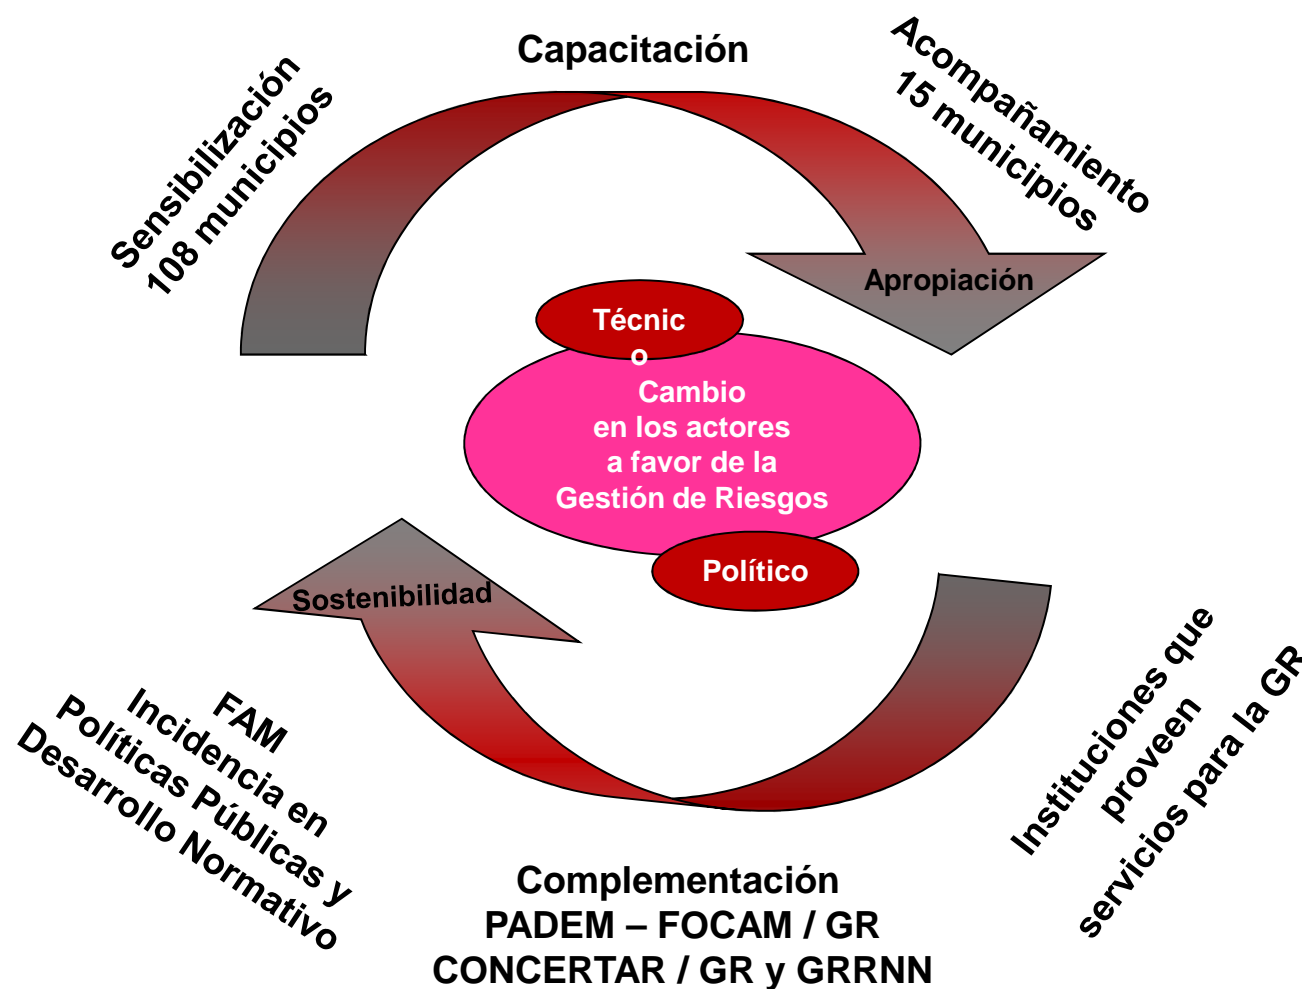 Capacitación
Sensibilización
108 municipios
Acompañamiento
15 municipios
Apropiación
Técnic
o
Cambio
en los actores
a favor de la
Gestión de Riesgos
Político
Sostenibilidad
Instituciones que
proveen
servicios para la GR
FAM
Incidencia en
Políticas Públicas y
Desarrollo Normativo
Complementación
PADEM – FOCAM / GR
CONCERTAR / GR y GRRNN